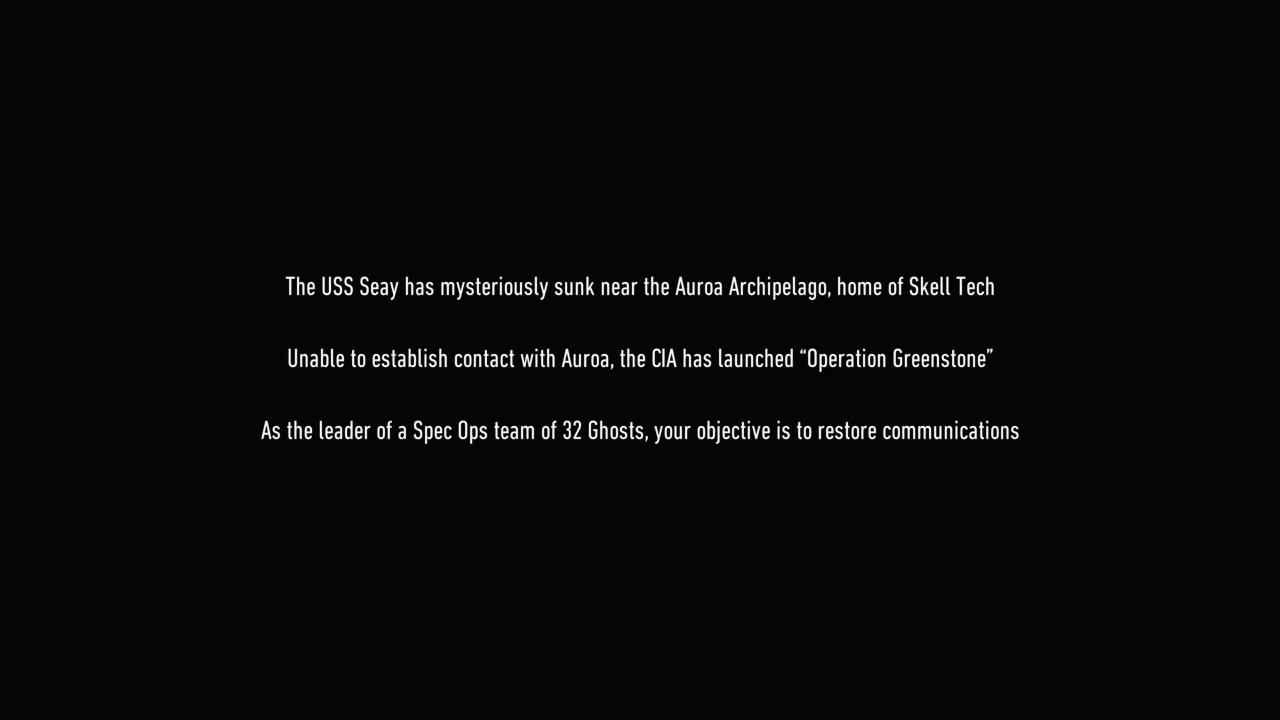 The USS Seay has mysteriously sunk near the Auroa Archipelago, home of Skell Tech
Unable to establish contact with Auroa, the CIA has launched “Operation Greenstone”
As the leader of a Spec Ops team of 32 Ghosts, your objective is to restore communications